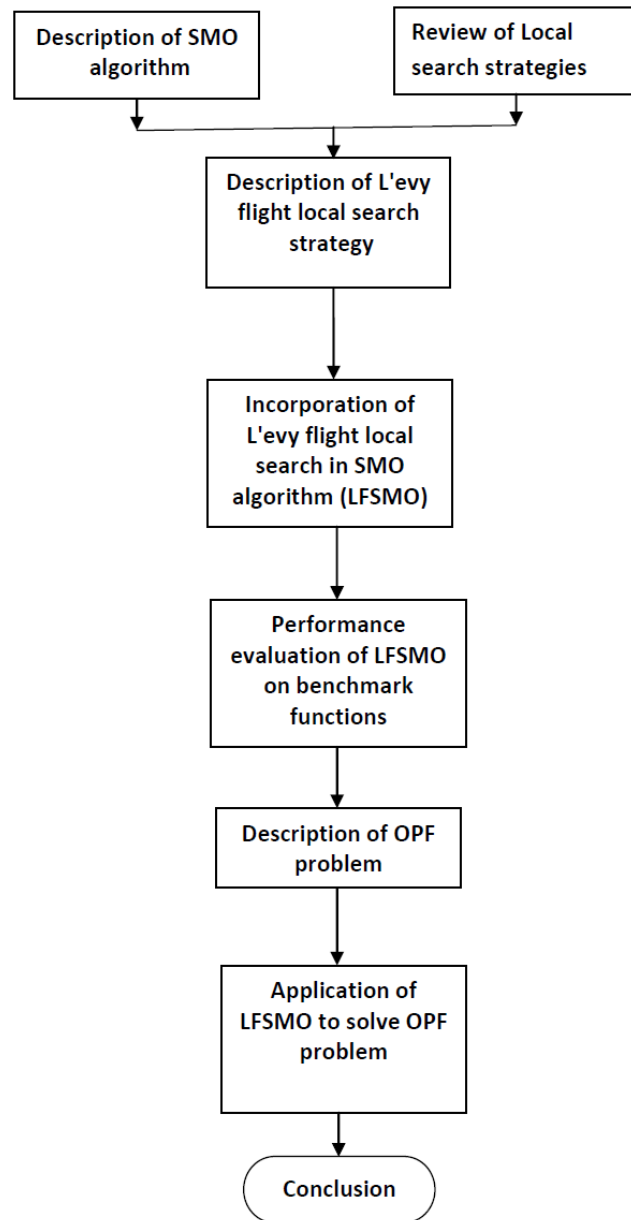 Description of SMO
algorithm
Review of Local
search strategies
Description of L'evy
flight local search
strategy
Incorporation of
L'evy flight local
search in SMO
algorithm (LFSMO)
Performance
evaluation of LFSMO
on benchmark
functions
Description of OPF
problem
Application of
LFSMO to solve OPF
problem
Conclusion